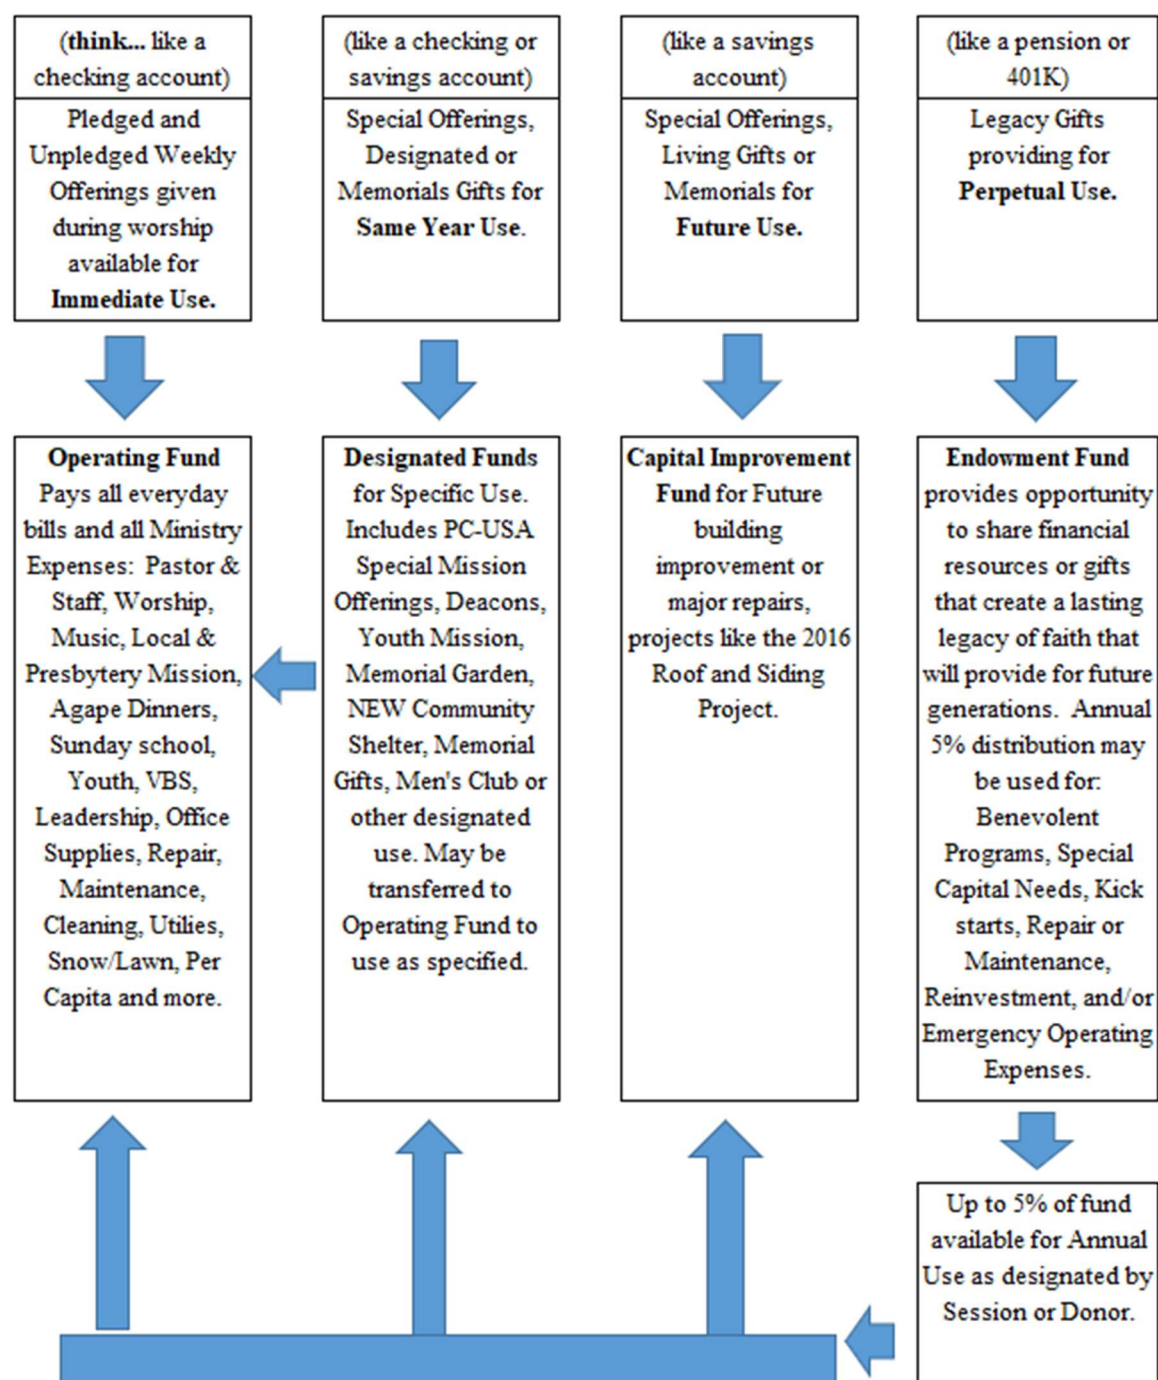 (think... like a
checking account)
Pledged and
Unpledged Weekly
Offerings given
during worship
available for
Immediate Use.
(like a checking or
savings account)
Special Offerings,
Designated or
Memorials Gifts for
Same Year Use.
(like a savings
account)
Special Offerings,
Living Gifts or
Memorials for
Future Use.
(like a pension or
401K)
Legacy Gifts
providing for
Perpetual Use.
Operating Fund
Pays all everyday
bills and all Ministry
Expenses: Pastor &
Staff, Worship,
Music, Local &
Presbytery Mission,
Agape Dinners,
Sunday school,
Youth, VBS,
Leadership, Office
Supplies, Repair,
Maintenance,
Cleaning, Utilies,
Snow/Lawn, Per
Capita and more.
Designated Funds
for Specific Use.
Includes PC-USA
Special Mission
Offerings, Deacons,
Youth Mission,
Memorial Garden,
NEW Community
Shelter, Memorial
Gifts, Men's Club or
other designated
use. May be
transferred to
Operating Fund to
use as specified.
Capital Improvement
Fund for Future
building
improvement or
major repairs,
projects like the 2016
Roof and Siding
Project.
Endowment Fund
provides opportunity
to share financial
resources or gifts
that create a lasting
legacy of faith that
will provide for future
generations. Annual
5% distribution may
be used for:
Benevolent
Programs, Special
Capital Needs, Kick
starts, Repair or
Maintenance,
Reinvestment, and/or
Emergency Operating
Expenses.
Up to 5% of fund
available for Annual
Use as designated by
Session or Donor.